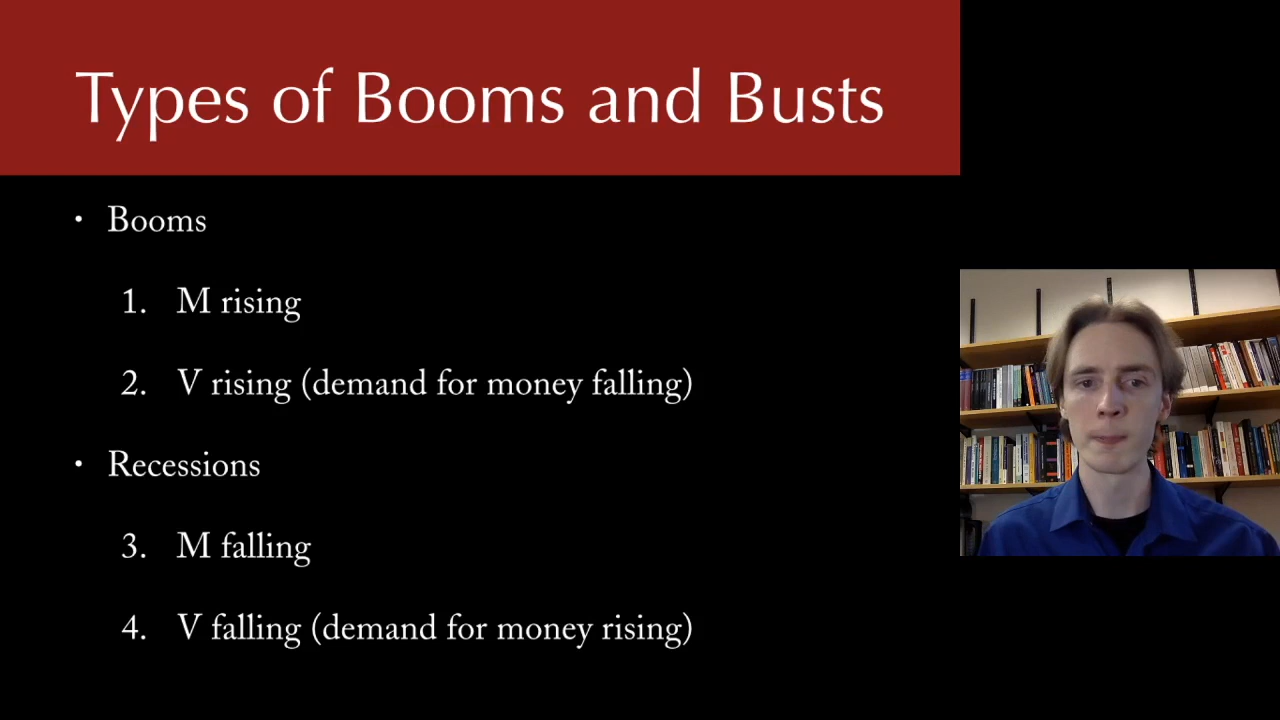 Types of Booms and Busts
• Booms
1. M rising
2. V rising (demand for money falling)
• Recessions
3. M falling
4. V falling (demand for money rising)